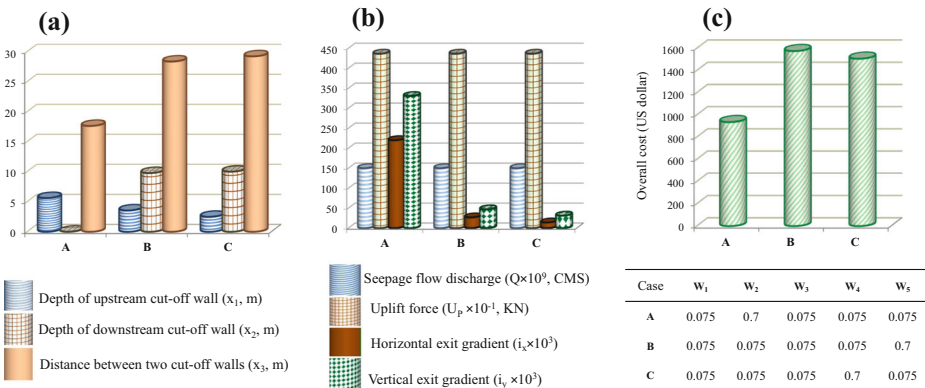 (a)
30
25
20
15
10
5
0
A B C
Depth of upstream cut-off wall (x₁, m)
Depth of downstream cut-off wall (x₂, m)
Distance between two cut-off walls (x₃, m)
(b)
450
400
350
300
250
200
150
100
50
0
A B C
Seepage flow discharge (Q×10⁹, CMS)
Uplift force (Uₚ ×10⁻¹, KN)
Horizontal exit gradient (iₓ×10³)
Vertical exit gradient (iᵧ ×10³)
(c)
Overall cost (US dollar)
1600
1400
1200
1000
800
600
400
200
0
A B C
Case W₁ W₂ W₃ W₄ W₅
A 0.075 0.7 0.075 0.075 0.075
B 0.075 0.075 0.075 0.075 0.7
C 0.075 0.075 0.075 0.7 0.075